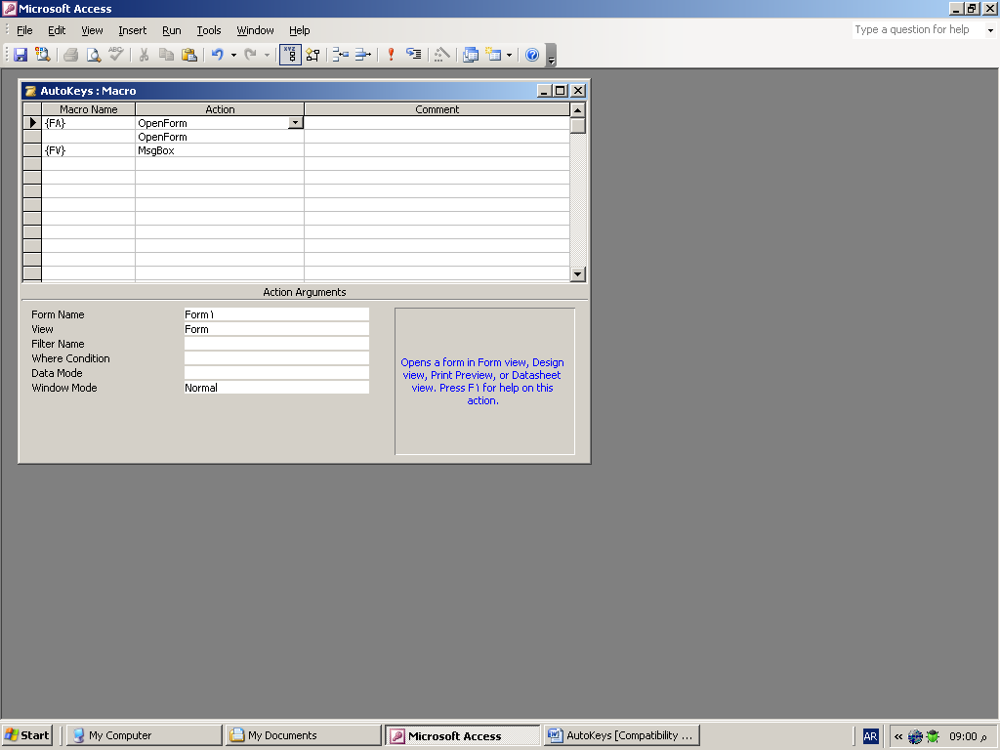 Microsoft Access
File Edit View Insert Run Tools Window Help
Type a question for help
AutoKeys : Macro
Macro Name Action Comment
{F٨} OpenForm
OpenForm
{F٧} MsgBox
Action Arguments
Form Name Form١
View Form
Filter Name
Where Condition
Data Mode
Window Mode Normal
Opens a form in Form view, Design
view, Print Preview, or Datasheet
view. Press F١ for help on this
action.
Start
My Computer
My Documents
Microsoft Access
AutoKeys [Compatibility ...
AR
«
09:00 م